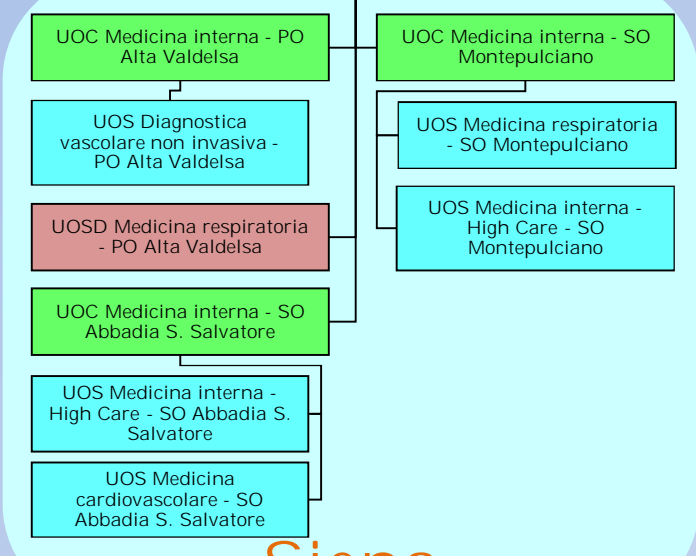 UOC Medicina interna - PO
Alta Valdelsa
UOC Medicina interna - SO
Montepulciano
UOS Diagnostica
vascolare non invasiva -
PO Alta Valdelsa
UOS Medicina respiratoria
- SO Montepulciano
UOS Medicina interna -
High Care - SO
Montepulciano
UOSD Medicina respiratoria
- PO Alta Valdelsa
UOC Medicina interna - SO
Abbadia S. Salvatore
UOS Medicina interna -
High Care - SO Abbadia S.
Salvatore
UOS Medicina
cardiovascolare - SO
Abbadia S. Salvatore
Siena